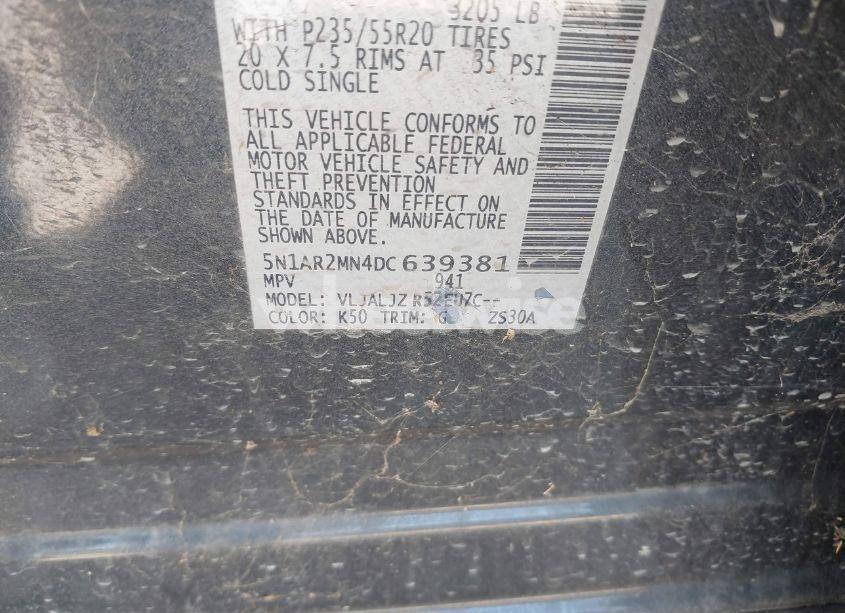 3205 LB
WITH P235/55R20 TIRES
20 X 7.5 RIMS AT 35 PSI
COLD SINGLE
THIS VEHICLE CONFORMS TO
ALL APPLICABLE FEDERAL
MOTOR VEHICLE SAFETY AND
THEFT PREVENTION
STANDARDS IN EFFECT ON
THE DATE OF MANUFACTURE
SHOWN ABOVE.
5N1AR2MN4DC639381
MPV 941
MODEL: VLJALJZ R52EUZC--
COLOR: K50 TRIM: G ZS30A